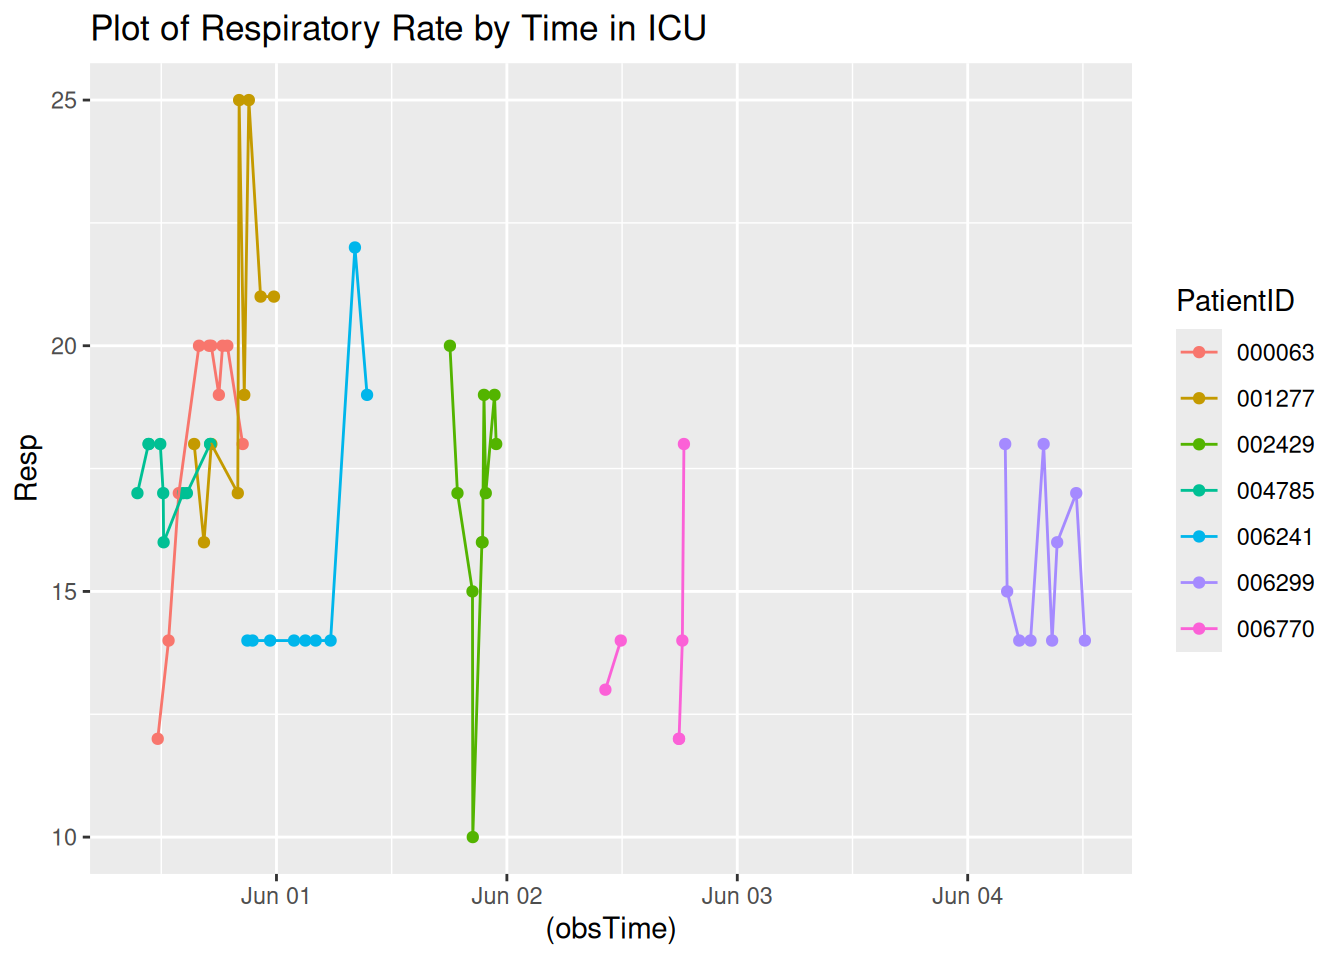 Plot of Respiratory Rate by Time in ICU
25
20
15
10
Resp
Jun 01 Jun 02 Jun 03 Jun 04
(obsTime)
PatientID
000063
001277
002429
004785
006241
006299
006770